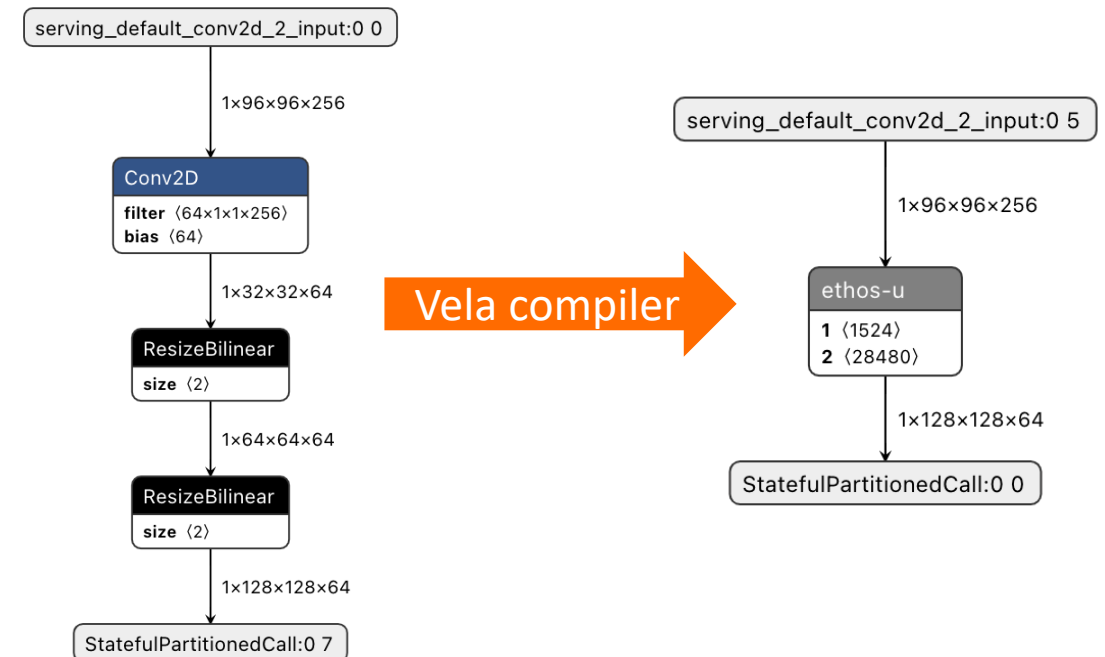 serving_default_conv2d_2_input:0 0
1×96×96×256
Conv2D
filter ⟨64×1×1×256⟩
bias ⟨64⟩
1×32×32×64
ResizeBilinear
size ⟨2⟩
1×64×64×64
ResizeBilinear
size ⟨2⟩
1×128×128×64
StatefulPartitionedCall:0 7
Vela compiler
serving_default_conv2d_2_input:0 5
1×96×96×256
ethos-u
1 ⟨1524⟩
2 ⟨28480⟩
1×128×128×64
StatefulPartitionedCall:0 0